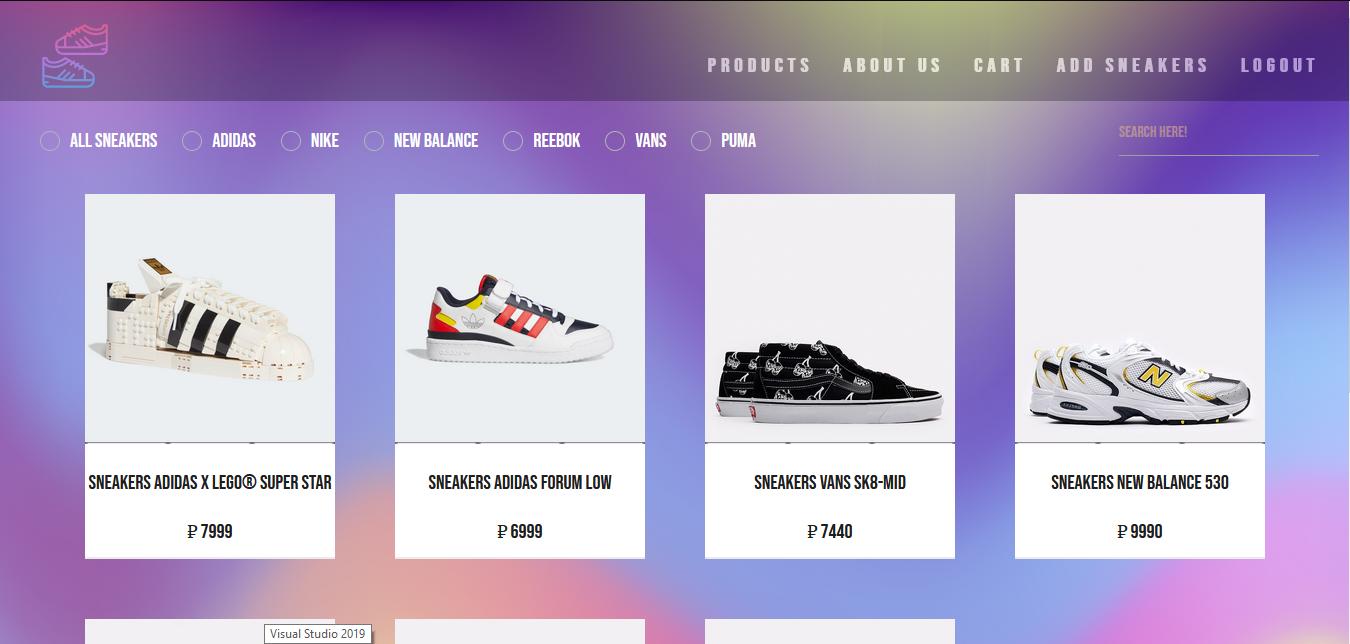 PRODUCTS ABOUT US CART ADD SNEAKERS LOGOUT
ALL SNEAKERS ADIDAS NIKE NEW BALANCE REEBOK VANS PUMA SEARCH HERE!
SNEAKERS ADIDAS X LEGO® SUPER STAR
₽ 7999
SNEAKERS ADIDAS FORUM LOW
₽ 6999
SNEAKERS VANS SK8-MID
₽ 7440
N
SNEAKERS NEW BALANCE 530
₽ 9990
Visual Studio 2019